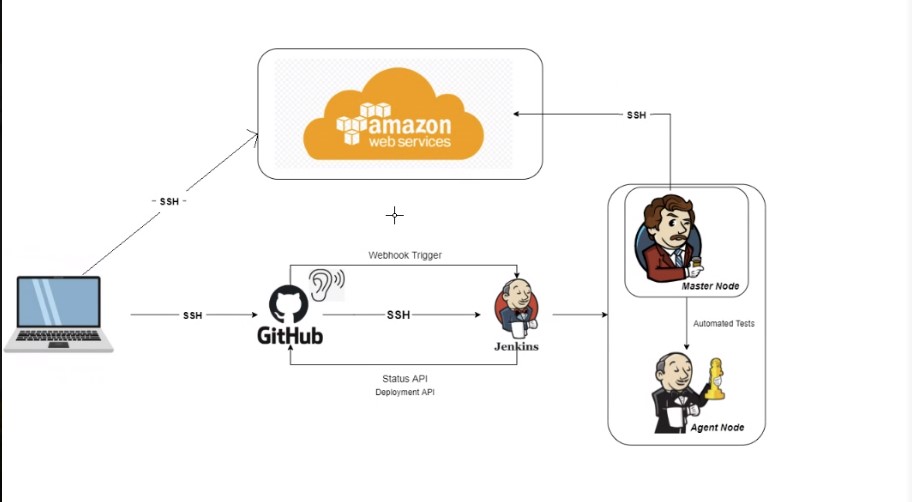 amazon
web services
SSH
- SSH -
Webhook Trigger
Master Node
SSH
GitHub
SSH
Jenkins
Automated Tests
Status API
Deployment API
Agent Node